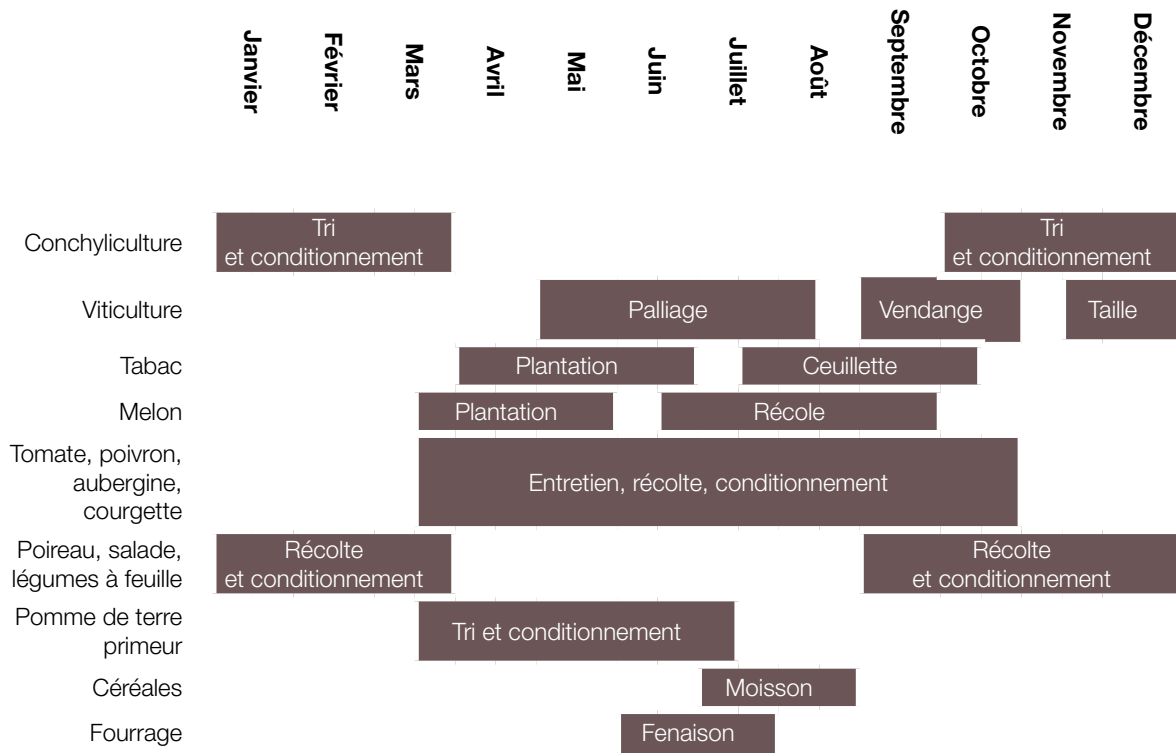 Janvier
Février
Mars
Avril
Mai
Juin
Juillet
Août
Septembre
Octobre
Novembre
Décembre
Conchyliculture
Tri
et conditionnement
Tri
et conditionnement
Viticulture
Palliage
Vendange
Taille
Tabac
Plantation
Ceuillette
Melon
Plantation
Récole
Tomate, poivron,
aubergine,
courgette
Entretien, récolte, conditionnement
Poireau, salade,
légumes à feuille
Récolte
et conditionnement
Récolte
et conditionnement
Pomme de terre
primeur
Tri et conditionnement
Céréales
Moisson
Fourrage
Fenaison